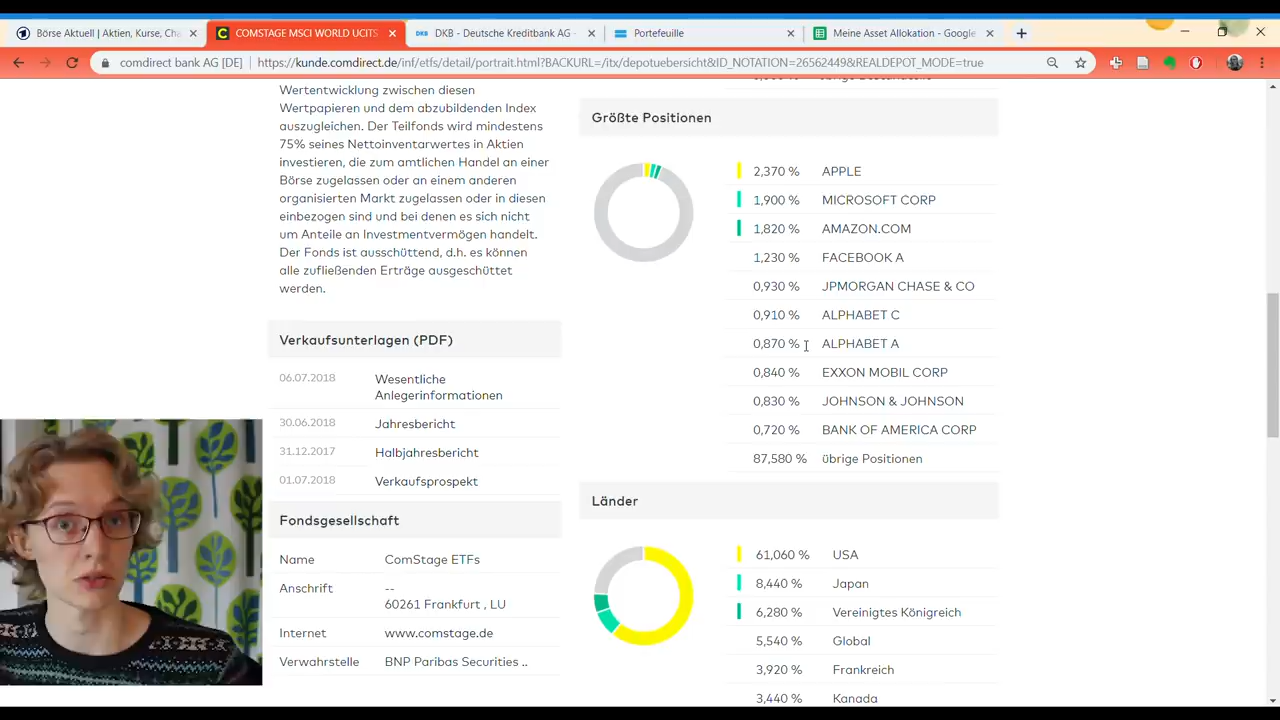 Börse Aktuell | Aktien, Kurse, Cha
COMSTAGE MSCI WORLD UCITS
DKB - Deutsche Kreditbank AG -
Portefeuille
Meine Asset Allokation - Google
comdirect bank AG [DE]
https://kunde.comdirect.de/inf/etfs/detail/portrait.html?BACKURL=/itx/depotuebersicht&ID_NOTATION=26562449&REALDEPOT_MODE=true
Wertentwicklung zwischen diesen
Wertpapieren und dem abzubildenden Index
auszugleichen. Der Teilfonds wird mindestens
75% seines Nettoinventarwertes in Aktien
investieren, die zum amtlichen Handel an einer
Börse zugelassen oder an einem anderen
organisierten Markt zugelassen oder in diesen
einbezogen sind und bei denen es sich nicht
um Anteile an Investmentvermögen handelt.
Der Fonds ist ausschüttend, d.h. es können
alle zufließenden Erträge ausgeschüttet
werden.
Verkaufsunterlagen (PDF)
06.07.2018 Wesentliche
Anlegerinformationen
30.06.2018 Jahresbericht
31.12.2017 Halbjahresbericht
01.07.2018 Verkaufsprospekt
Fondsgesellschaft
Name ComStage ETFs
Anschrift --
60261 Frankfurt , LU
Internet www.comstage.de
Verwahrstelle BNP Paribas Securities ..
Größte Positionen
2,370 % APPLE
1,900 % MICROSOFT CORP
1,820 % AMAZON.COM
1,230 % FACEBOOK A
0,930 % JPMORGAN CHASE & CO
0,910 % ALPHABET C
0,870 % ALPHABET A
0,840 % EXXON MOBIL CORP
0,830 % JOHNSON & JOHNSON
0,720 % BANK OF AMERICA CORP
87,580 % übrige Positionen
Länder
61,060 % USA
8,440 % Japan
6,280 % Vereinigtes Königreich
5,540 % Global
3,920 % Frankreich
3,440 % Kanada